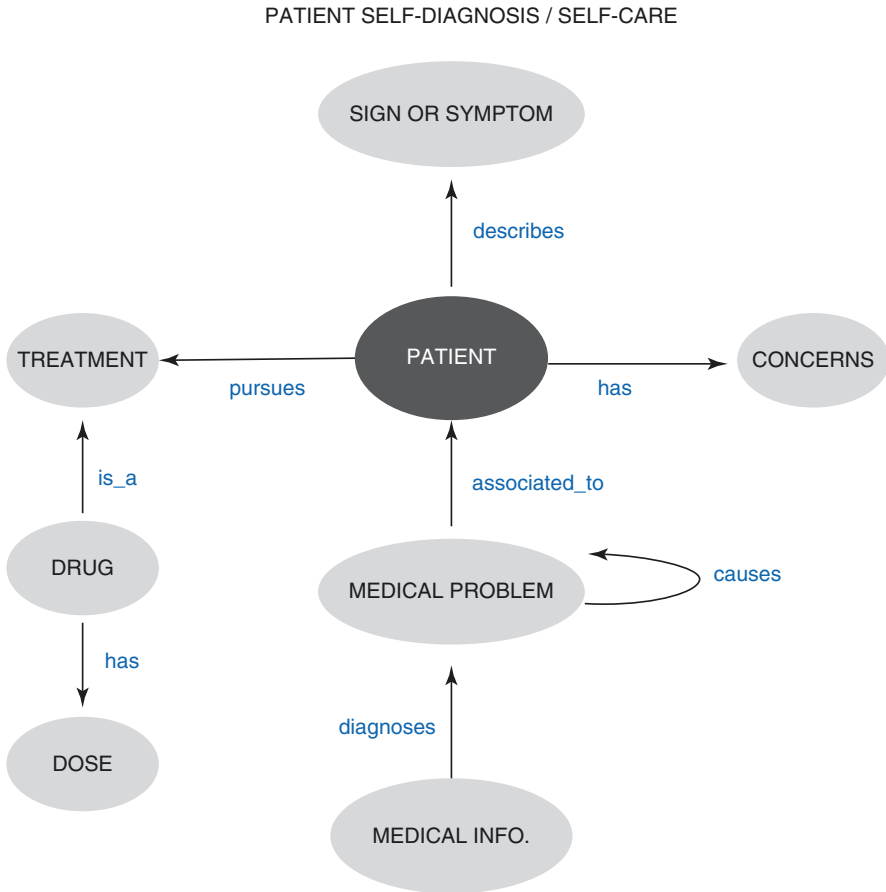 PATIENT SELF-DIAGNOSIS / SELF-CARE
SIGN OR SYMPTOM
describes
TREATMENT
PATIENT
CONCERNS
pursues
has
is_a
associated_to
DRUG
MEDICAL PROBLEM
causes
has
diagnoses
DOSE
MEDICAL INFO.